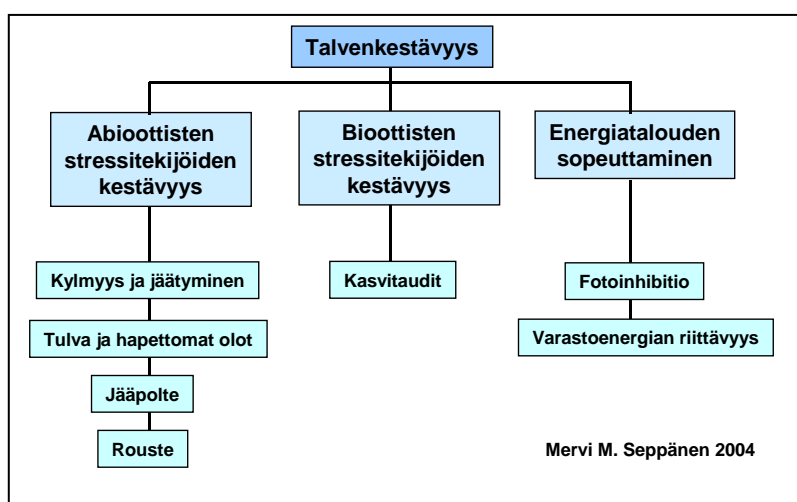 Talvenkestävyys
Abioottisten
stressitekijöiden
kestävyys
Bioottisten
stressitekijöiden
kestävyys
Energiatalouden
sopeuttaminen
Kylmyys ja jäätyminen
Tulva ja hapettomat olot
Jääpolte
Rouste
Kasvitaudit
Fotoinhibitio
Varastoenergian riittävyys
Mervi M. Seppänen 2004